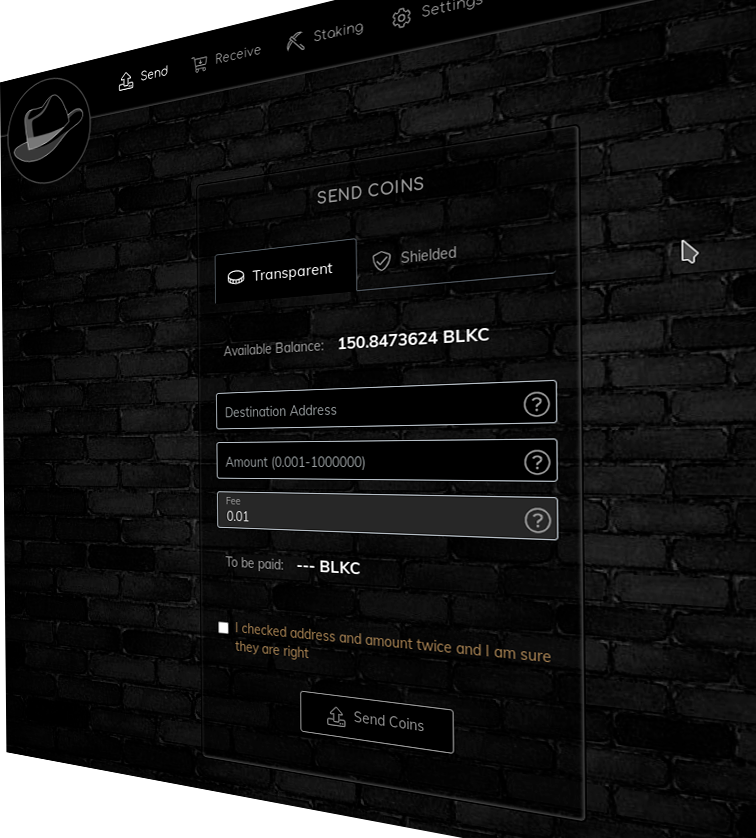 Send
Receive
Staking
Settings
SEND COINS
Transparent
Shielded
Available Balance: 150.8473624 BLKC
Destination Address
?
Amount (0.001-1000000)
?
Fee
0.01
?
To be paid: --- BLKC
I checked address and amount twice and I am sure
they are right
Send Coins